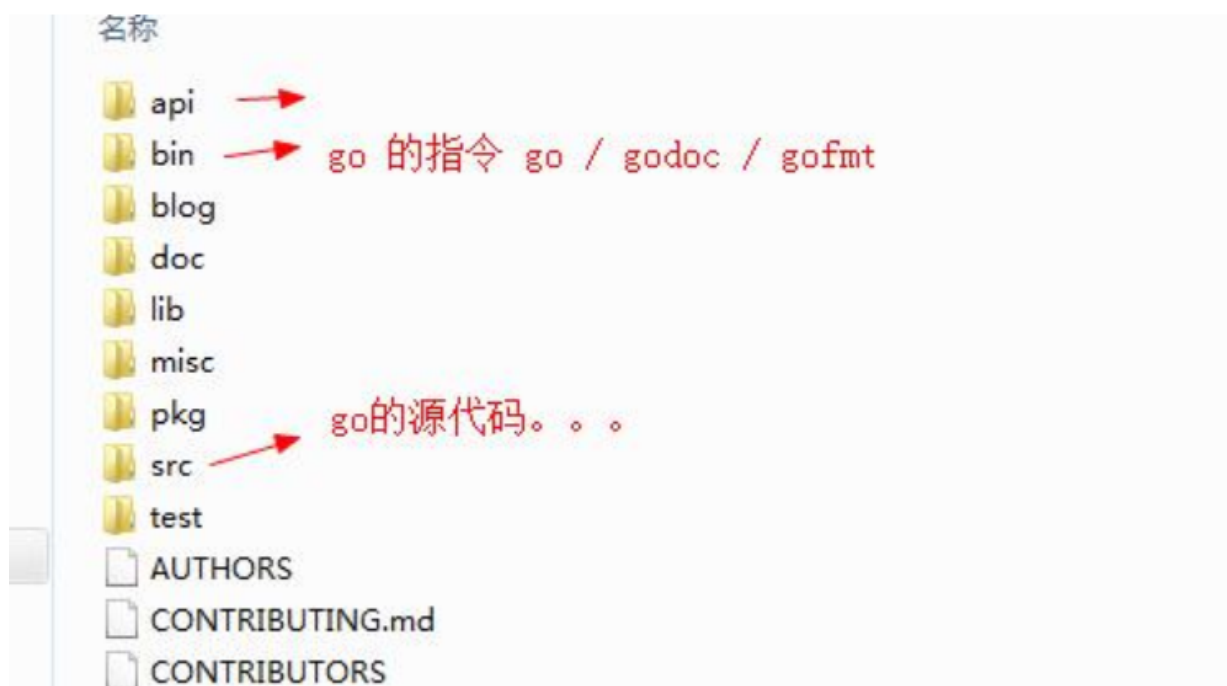 名称
api
bin go 的指令 go / godoc / gofmt
blog
doc
lib
misc
pkg go的源代码。。。
src
test
AUTHORS
CONTRIBUTING.md
CONTRIBUTORS